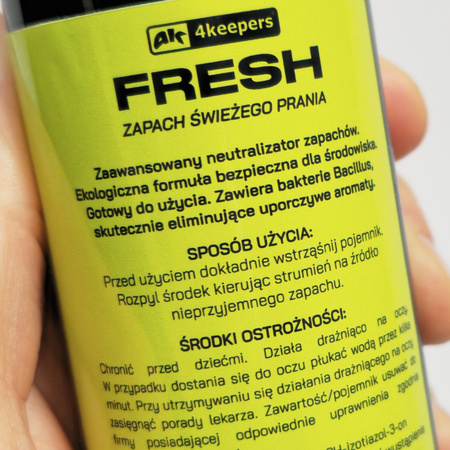 AK 4keepers
FRESH
ZAPACH ŚWIEŻEGO PRANIA
Zaawansowany neutralizator zapachów.
Ekologiczna formuła bezpieczna dla środowiska.
Gotowy do użycia. Zawiera bakterie Bacillus,
skutecznie eliminujące uporczywe aromaty.
SPOSÓB UŻYCIA:
Przed użyciem dokładnie wstrząśnij pojemnik.
Rozpyl środek kierując strumień na źródło
nieprzyjemnego zapachu.
ŚRODKI OSTROŻNOŚCI:
Chronić przed dziećmi. Działa drażniąco na oczy
W przypadku dostania się do oczu płukać wodą przez kilka
minut. Przy utrzymywaniu się działania drażniącego na oczy
zasięgnąć porady lekarza. Zawartość/pojemnik usuwać do
firmy posiadającej odpowiednie uprawnienia zgodnie